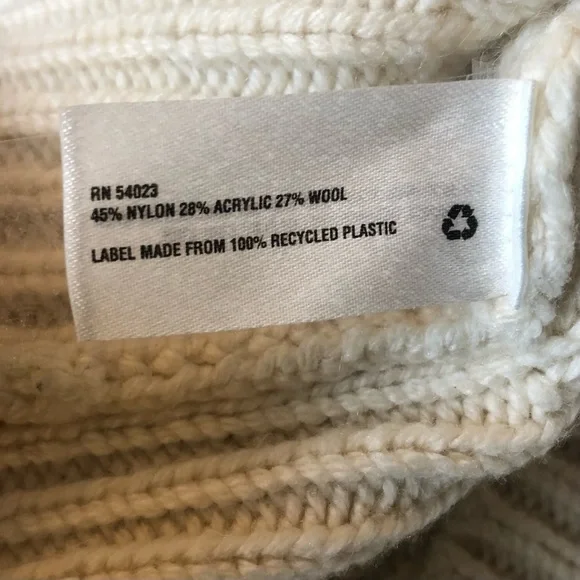 RN 54023
45% NYLON 28% ACRYLIC 27% WOOL
LABEL MADE FROM 100% RECYCLED PLASTIC